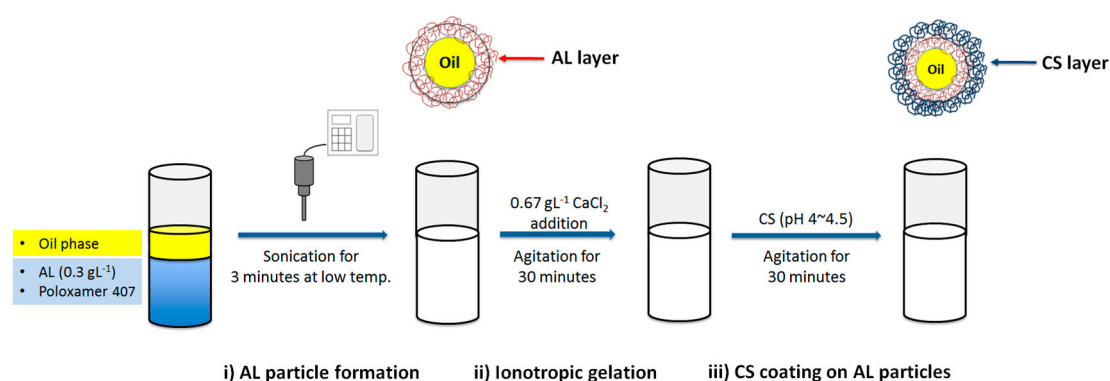 Oil
AL layer
Oil
CS layer
0.67 gL⁻¹ CaCl₂
addition
CS (pH 4~4.5)
• Oil phase
• AL (0.3 gL⁻¹)
• Poloxamer 407
Sonication for
3 minutes at low temp.
Agitation for
30 minutes
Agitation for
30 minutes
i) AL particle formation
ii) Ionotropic gelation
iii) CS coating on AL particles